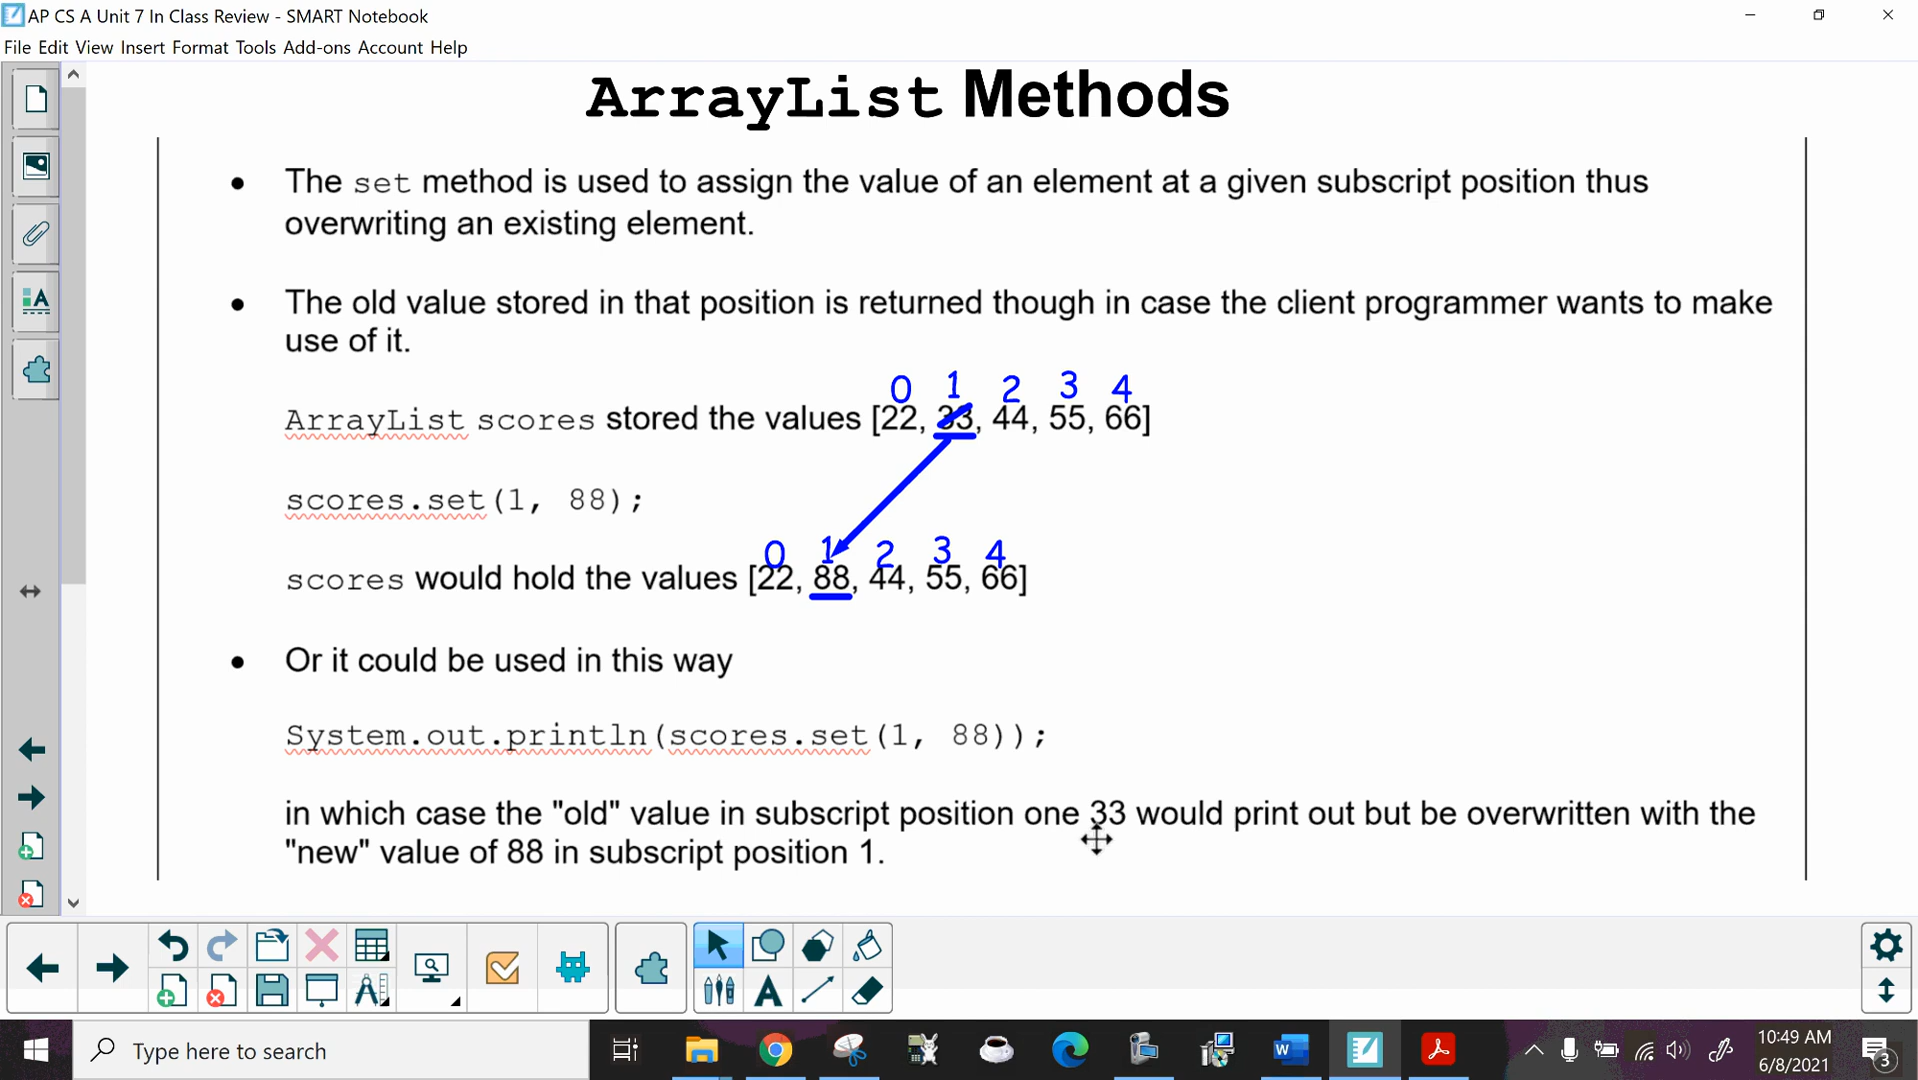 AP CS A Unit 7 In Class Review - SMART Notebook
File Edit View Insert Format Tools Add-ons Account Help
ArrayList Methods
• The set method is used to assign the value of an element at a given subscript position thus
overwriting an existing element.
• The old value stored in that position is returned though in case the client programmer wants to make
use of it.
0 1 2 3 4
ArrayList scores stored the values [22, 33, 44, 55, 66]
scores.set(1, 88);
0 1 2 3 4
scores would hold the values [22, 88, 44, 55, 66]
• Or it could be used in this way
System.out.println(scores.set(1, 88));
in which case the "old" value in subscript position one 33 would print out but be overwritten with the
"new" value of 88 in subscript position 1.
Type here to search
10:49 AM
6/8/2021
3